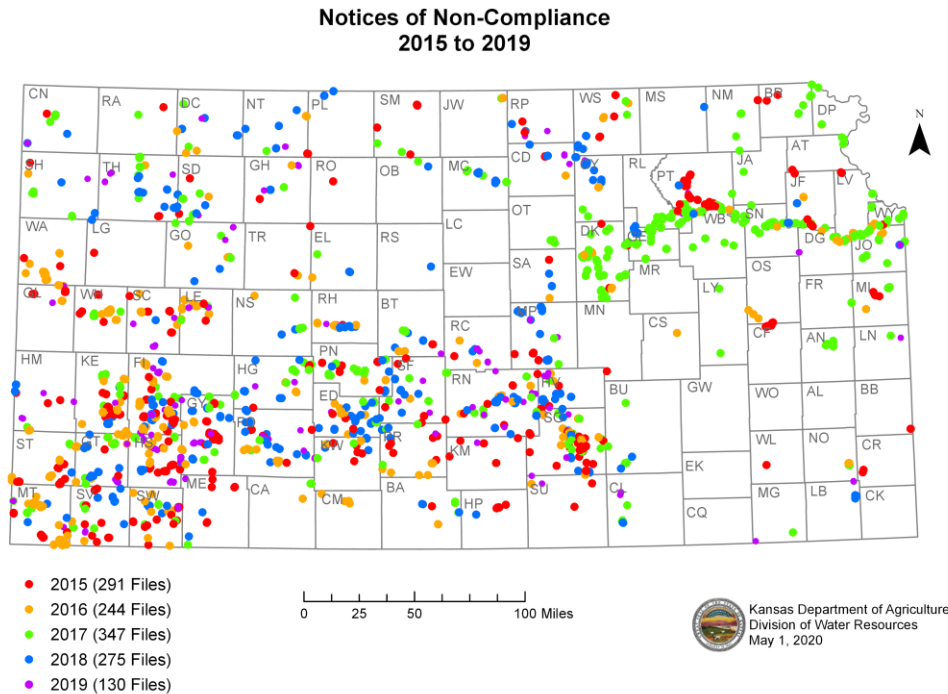 Notices of Non-Compliance
2015 to 2019
CN
RA
DC
NT
PL
SM
JW
RP
WS
MS
NM
BR
DP
N
SH
TH
SD
GH
RO
OB
MC
CD
CY
RL
PT
JA
AT
JF
LV
WA
LG
GO
TR
EL
RS
LC
OT
DK
GE
WB
SN
DG
WY
JO
SA
EW
MR
OS
FR
MI
GL
WH
SC
LE
NS
RH
BT
RC
MP
MN
CS
LY
CF
AN
LN
HM
KE
FI
HG
PN
SF
RN
HV
BU
GW
WO
AL
BB
ED
GY
ST
GT
HS
KW
PR
KM
SG
EK
WL
NO
CR
MT
SV
SW
ME
CA
CM
BA
HP
SU
CL
CQ
MG
LB
CK
2015 (291 Files)
2016 (244 Files)
2017 (347 Files)
2018 (275 Files)
2019 (130 Files)
0 50 100 Miles
Kansas Department of Agriculture
Division of Water Resources
May 1, 2020